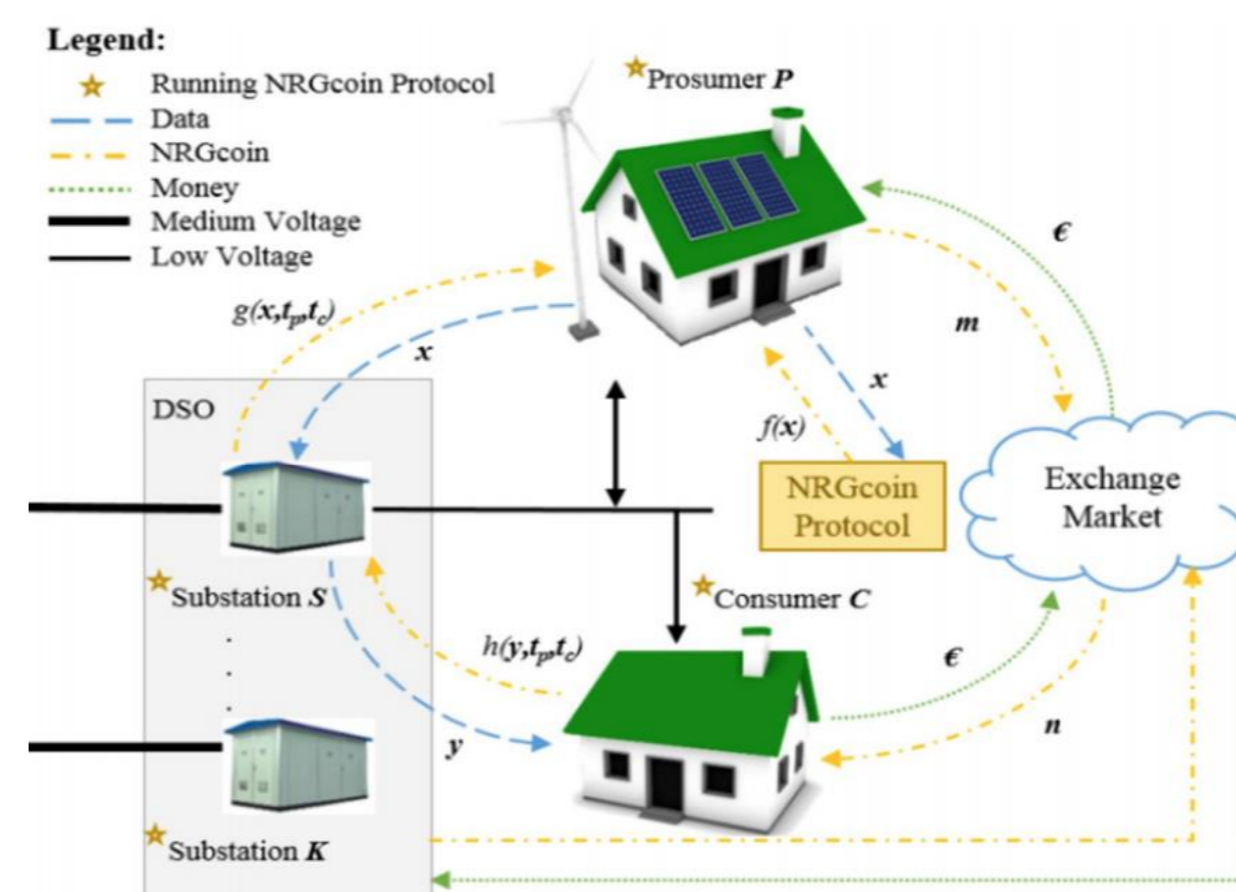 Legend:
Running NRGcoin Protocol
Data
NRGcoin
Money
Medium Voltage
Low Voltage
Prosumer P
€
m
g(x,tp,tc)
x
x
f(x)
DSO
NRGcoin
Protocol
Exchange
Market
Substation S
Consumer C
h(y,tp,tc)
y
€
n
Substation K